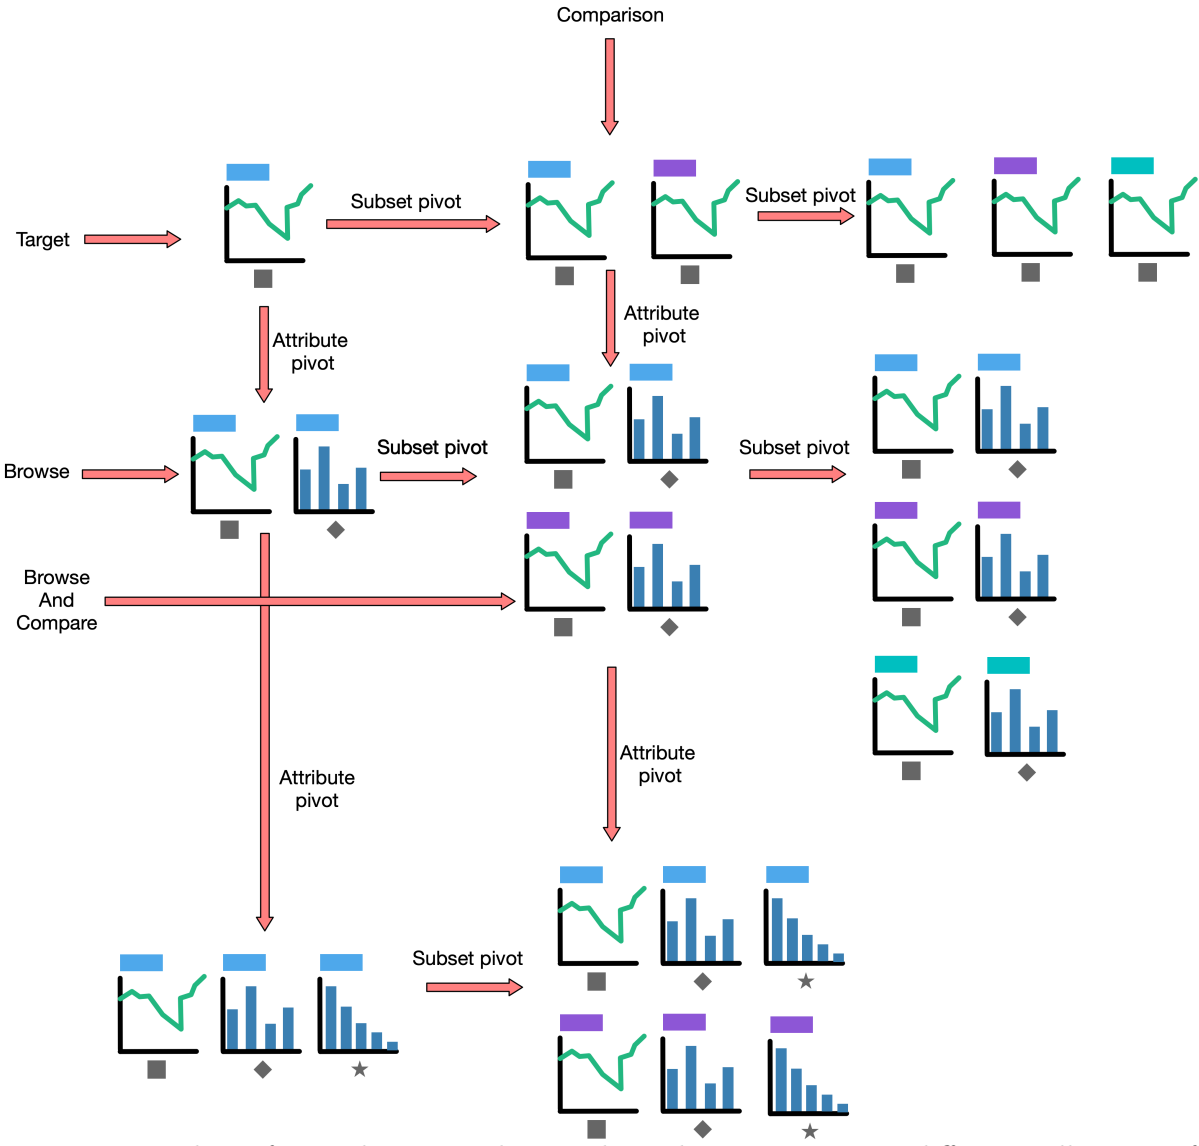 Comparison
Subset pivot
Subset pivot
Target
Attribute
pivot
Attribute
pivot
Browse
Subset pivot
Subset pivot
Browse
And
Compare
Attribute
pivot
Attribute
pivot
Subset pivot